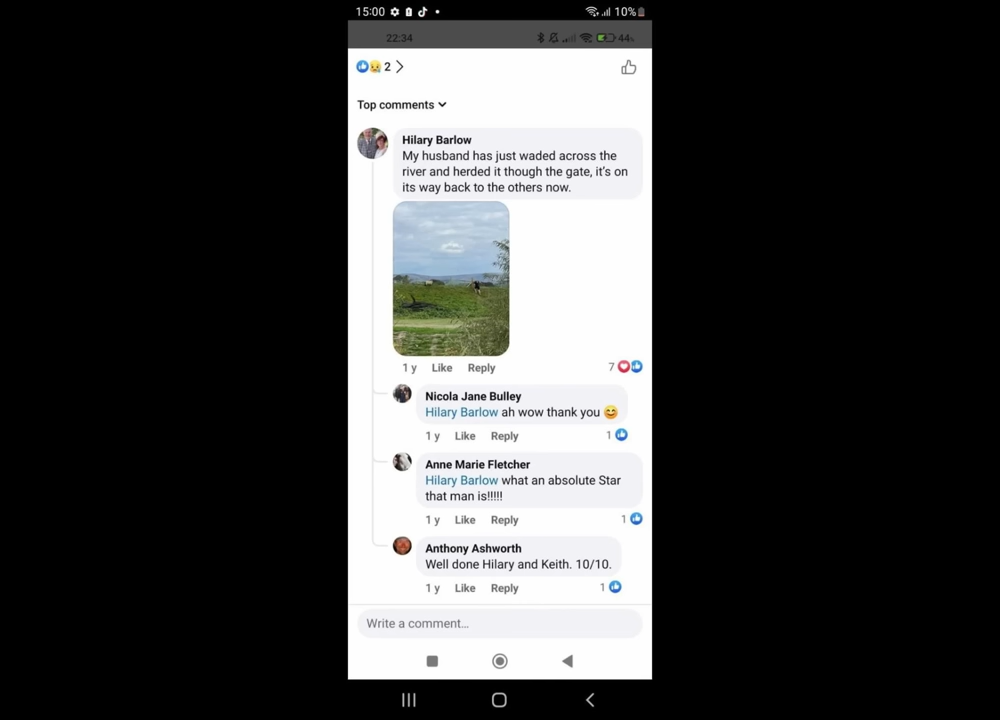 15:00 10%
22:34 44%
2
Top comments
Hilary Barlow
My husband has just waded across the
river and herded it though the gate, it's on
its way back to the others now.
1 y Like Reply 7
Nicola Jane Bulley
Hilary Barlow ah wow thank you 😊
1 y Like Reply 1
Anne Marie Fletcher
Hilary Barlow what an absolute Star
that man is!!!!!
1 y Like Reply 1
Anthony Ashworth
Well done Hilary and Keith. 10/10.
1 y Like Reply 1
Write a comment...